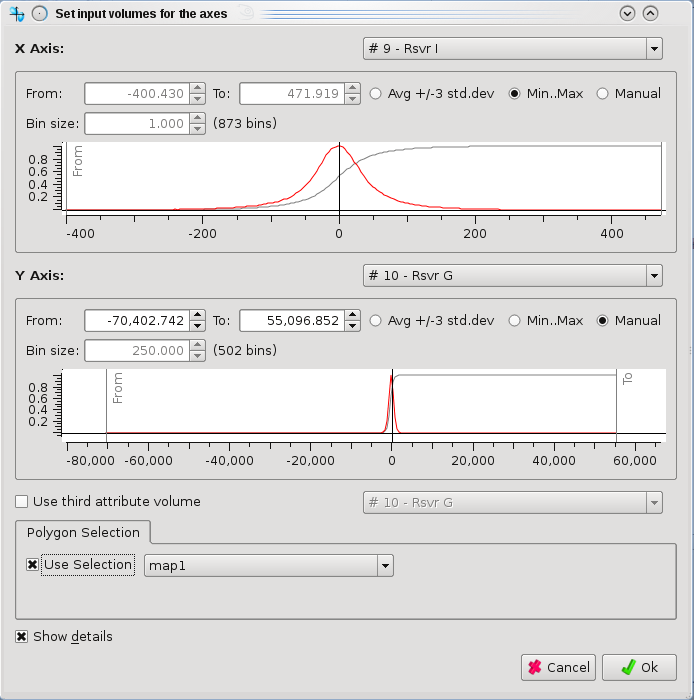 Set input volumes for the axes
X Axis: # 9 - Rsvr I
From: -400.430 To: 471.919 Avg +/-3 std.dev Min..Max Manual
Bin size: 1.000 (873 bins)
From
0.8
0.6
0.4
0.2
-400 -200 0 200 400
Y Axis: # 10 - Rsvr G
From: -70,402.742 To: 55,096.852 Avg +/-3 std.dev Min..Max Manual
Bin size: 250.000 (502 bins)
From To
0.8
0.6
0.4
0.2
-80,000 -60,000 -40,000 -20,000 0 20,000 40,000 60,000
Use third attribute volume # 10 - Rsvr G
Polygon Selection
Use Selection map1
Show details
Cancel Ok